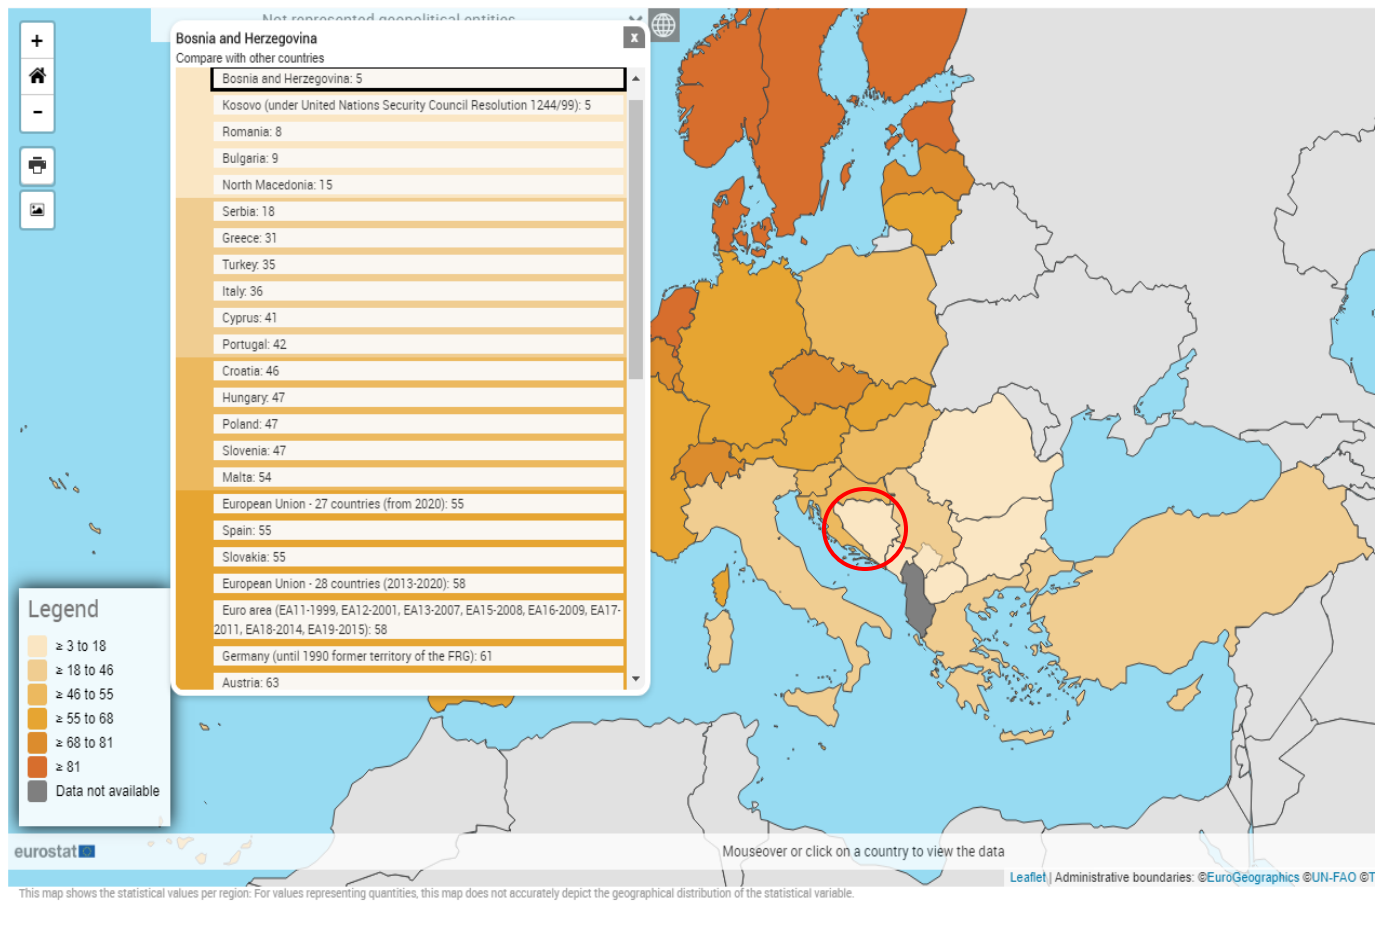 Not represented geopolitical entities
+
-
Bosnia and Herzegovina
x
Compare with other countries
Bosnia and Herzegovina: 5
Kosovo (under United Nations Security Council Resolution 1244/99): 5
Romania: 8
Bulgaria: 9
North Macedonia: 15
Serbia: 18
Greece: 31
Turkey: 35
Italy: 36
Cyprus: 41
Portugal: 42
Croatia: 46
Hungary: 47
Poland: 47
Slovenia: 47
Malta: 54
European Union - 27 countries (from 2020): 55
Spain: 55
Slovakia: 55
European Union - 28 countries (2013-2020): 58
Euro area (EA11-1999, EA12-2001, EA13-2007, EA15-2008, EA16-2009, EA17-
2011, EA18-2014, EA19-2015): 58
Germany (until 1990 former territory of the FRG): 61
Austria: 63
Legend
≥ 3 to 18
≥ 18 to 46
≥ 46 to 55
≥ 55 to 68
≥ 68 to 81
≥ 81
Data not available
eurostat
Mouseover or click on a country to view the data
Leaflet | Administrative boundaries: ©EuroGeographics ©UN-FAO ©T
This map shows the statistical values per region: For values representing quantities, this map does not accurately depict the geographical distribution of the statistical variable.